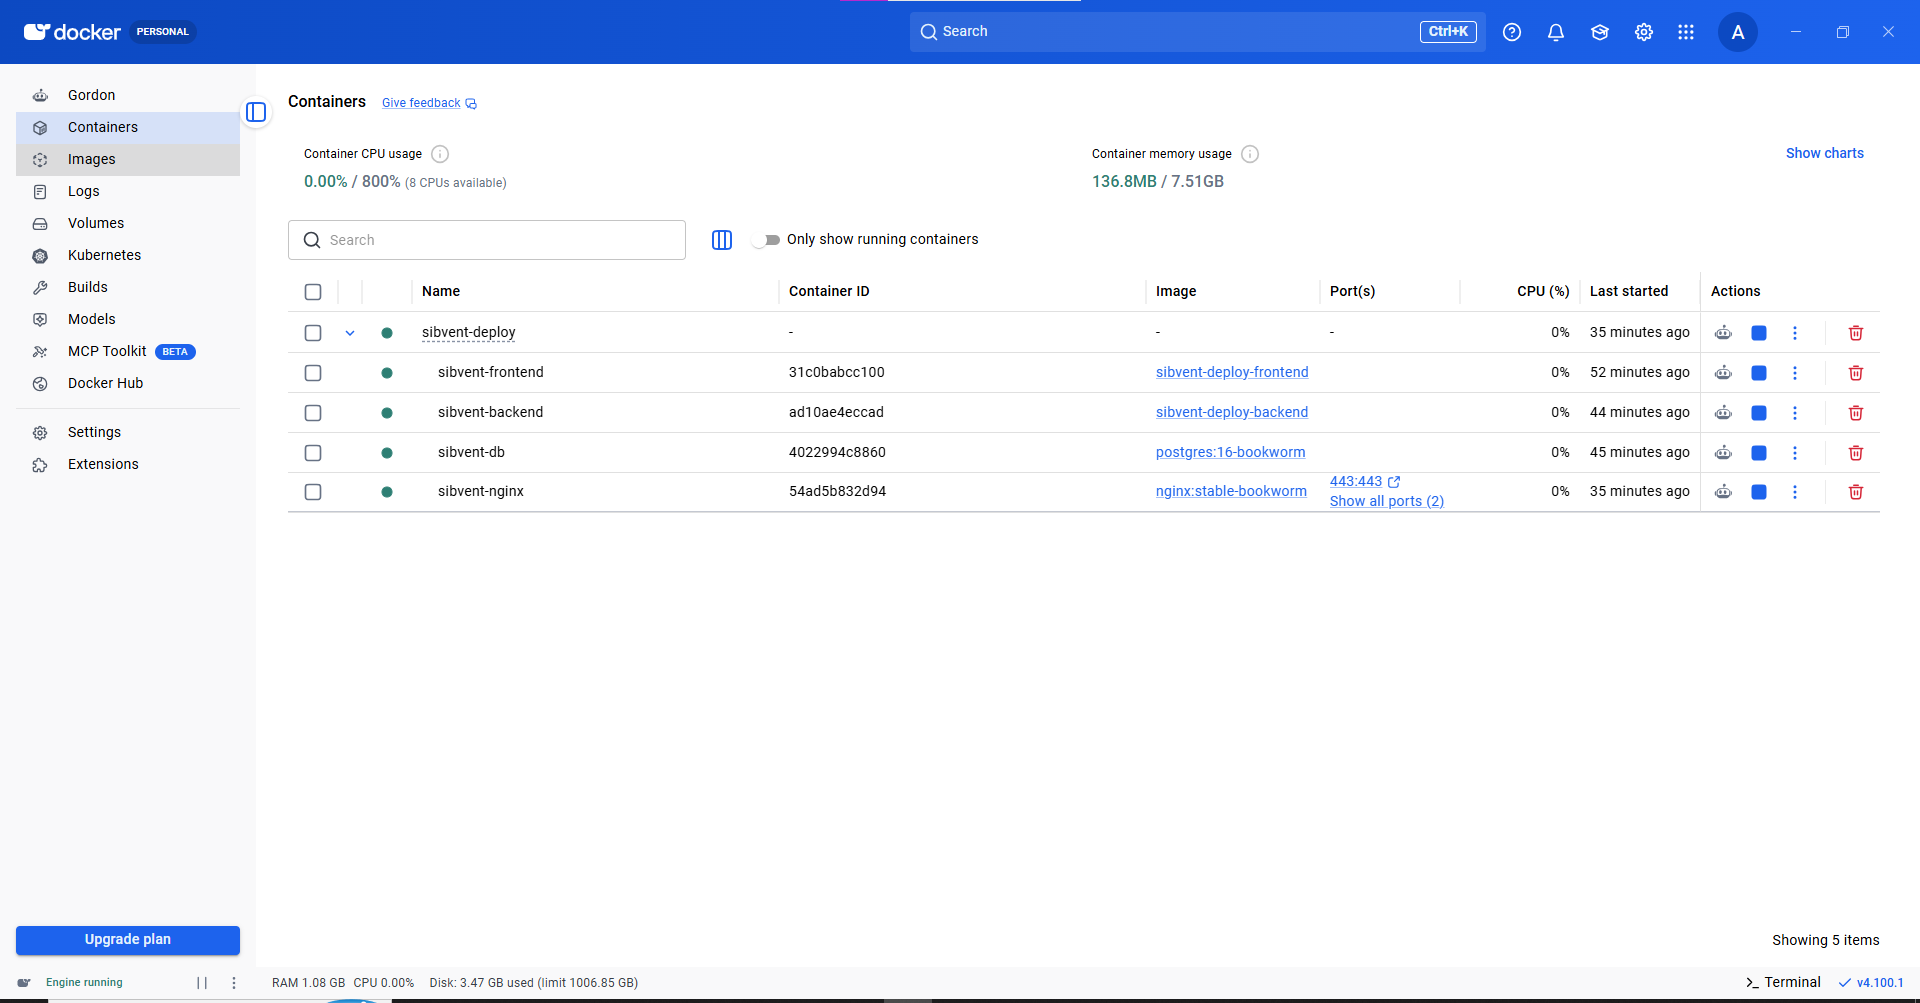 docker PERSONAL
Search Ctrl+K
A
Gordon
Containers
Images
Logs
Volumes
Kubernetes
Builds
Models
MCP Toolkit BETA
Docker Hub
Settings
Extensions
Upgrade plan
Containers Give feedback
Container CPU usage
0.00% / 800% (8 CPUs available)
Container memory usage
136.8MB / 7.51GB
Show charts
Search
Only show running containers
Name Container ID Image Port(s) CPU (%) Last started Actions
sibvent-deploy - - - 0% 35 minutes ago
sibvent-frontend 31c0babcc100 sibvent-deploy-frontend 0% 52 minutes ago
sibvent-backend ad10ae4eccad sibvent-deploy-backend 0% 44 minutes ago
sibvent-db 4022994c8860 postgres:16-bookworm 0% 45 minutes ago
sibvent-nginx 54ad5b832d94 nginx:stable-bookworm 443:443 0% 35 minutes ago
Show all ports (2)
Showing 5 items
Engine running
RAM 1.08 GB CPU 0.00% Disk: 3.47 GB used (limit 1006.85 GB)
Terminal
v4.100.1